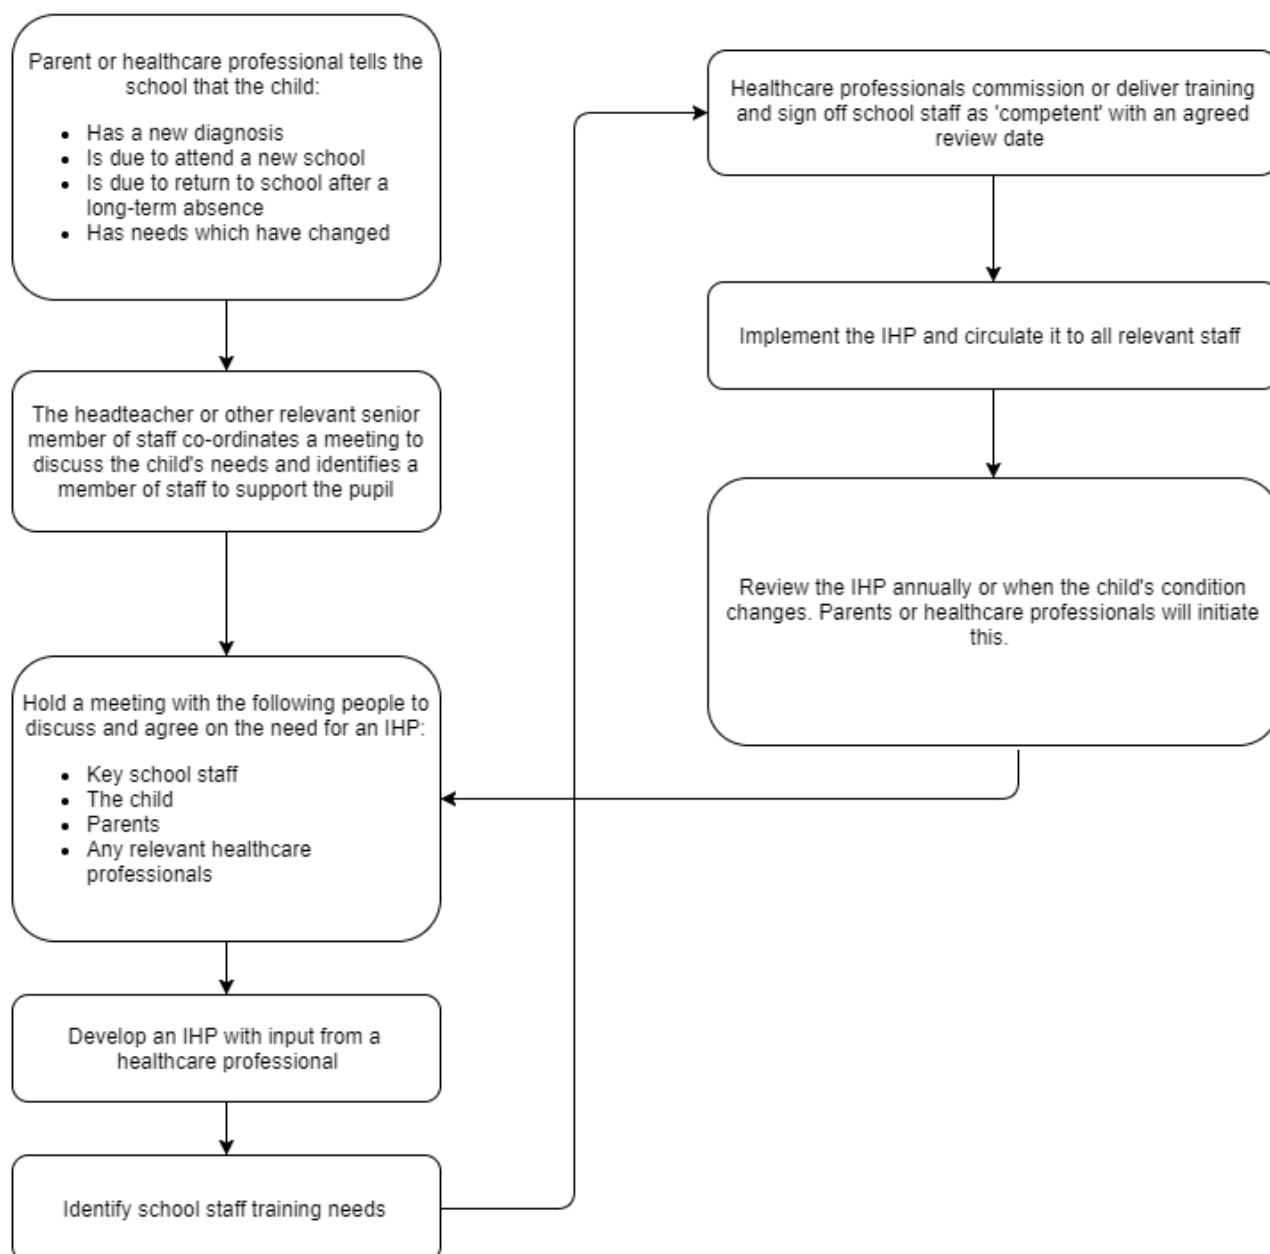 Parent or healthcare professional tells the
school that the child:
• Has a new diagnosis
• Is due to attend a new school
• Is due to return to school after a
long-term absence
• Has needs which have changed
The headteacher or other relevant senior
member of staff co-ordinates a meeting to
discuss the child's needs and identifies a
member of staff to support the pupil
Hold a meeting with the following people to
discuss and agree on the need for an IHP:
• Key school staff
• The child
• Parents
• Any relevant healthcare
professionals
Develop an IHP with input from a
healthcare professional
Identify school staff training needs
Healthcare professionals commission or deliver training
and sign off school staff as 'competent' with an agreed
review date
Implement the IHP and circulate it to all relevant staff
Review the IHP annually or when the child's condition
changes. Parents or healthcare professionals will initiate
this.